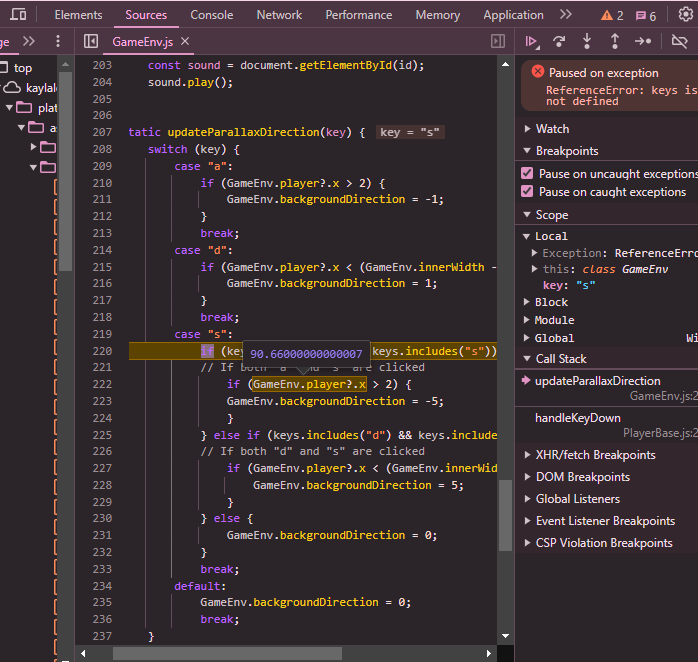 Elements Sources Console Network Performance Memory Application 2 6
ge GameEnv.js
top
kaylal
plat
a
203 const sound = document.getElementById(id);
204 sound.play();
205
206
207 tatic updateParallaxDirection(key) { key = "s"
208 switch (key) {
209 case "a":
210 if (GameEnv.player?.x > 2) {
211 GameEnv.backgroundDirection = -1;
212 }
213 break;
214 case "d":
215 if (GameEnv.player?.x < (GameEnv.innerWidth -
216 GameEnv.backgroundDirection = 1;
217 }
218 break;
219 case "s":
220 if (key 90.66000000000007 keys.includes("s"))
221 // If both "a" and "s" are clicked
222 if (GameEnv.player?.x > 2) {
223 GameEnv.backgroundDirection = -5;
224 }
225 } else if (keys.includes("d") && keys.include
226 // If both "d" and "s" are clicked
227 if (GameEnv.player?.x < (GameEnv.innerWid
228 GameEnv.backgroundDirection = 5;
229 }
230 } else {
231 GameEnv.backgroundDirection = 0;
232 }
233 break;
234 default:
235 GameEnv.backgroundDirection = 0;
236 break;
237 }
Paused on exception
ReferenceError: keys is
not defined
Watch
Breakpoints
Pause on uncaught exceptions
Pause on caught exceptions
Scope
Local
Exception: ReferenceErro
this: class GameEnv
key: "s"
Block
Module
Global Wi
Call Stack
updateParallaxDirection
GameEnv.js:2
handleKeyDown
PlayerBase.js:2
XHR/fetch Breakpoints
DOM Breakpoints
Global Listeners
Event Listener Breakpoints
CSP Violation Breakpoints